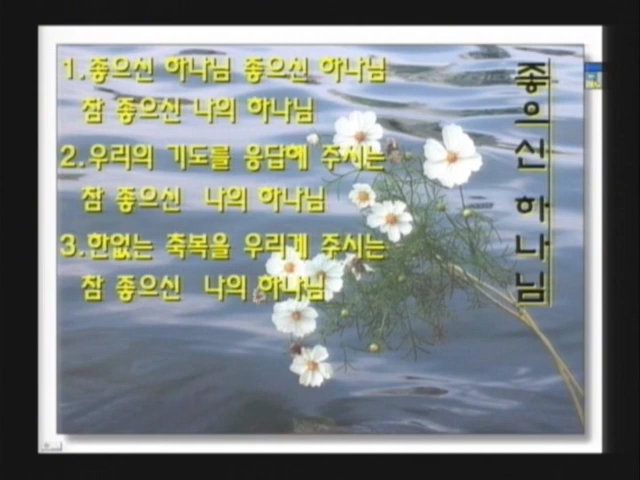 1.좋으신 하나님 좋으신 하나님
참 좋으신 나의 하나님
2.우리의 기도를 응답해 주시는
참 좋으신 나의 하나님
3.한없는 축복을 우리게 주시는
참 좋으신 나의 하나님
좋으신 하나님